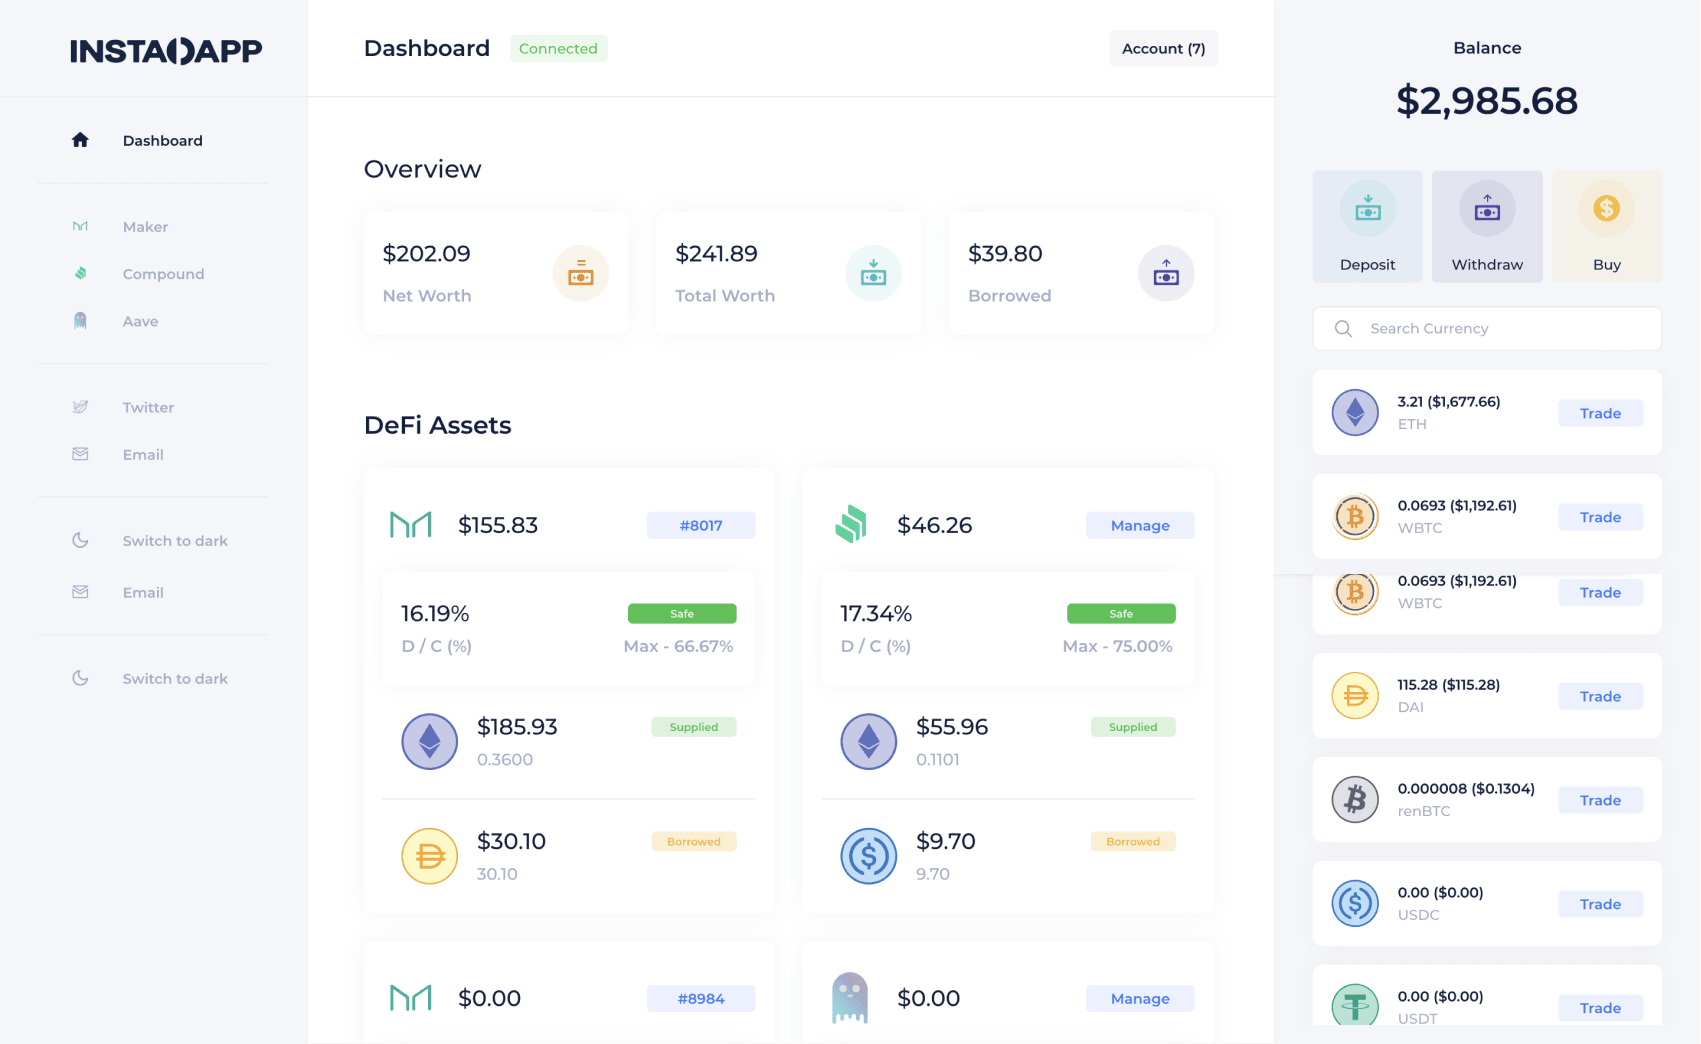 INSTADAPP
Dashboard
Maker
Compound
Aave
Twitter
Email
Switch to dark
Email
Switch to dark
Dashboard
Connected
Account (7)
Overview
$202.09
Net Worth
$241.89
Total Worth
$39.80
Borrowed
DeFi Assets
$155.83
#8017
16.19%
Safe
D / C (%)
Max - 66.67%
$185.93
Supplied
0.3600
$30.10
Borrowed
30.10
$46.26
Manage
17.34%
Safe
D / C (%)
Max - 75.00%
$55.96
Supplied
0.1101
$9.70
Borrowed
9.70
$0.00
#8984
$0.00
Manage
Balance
$2,985.68
Deposit
Withdraw
Buy
Search Currency
3.21 ($1,677.66)
ETH
Trade
0.0693 ($1,192.61)
WBTC
Trade
0.0693 ($1,192.61)
WBTC
Trade
115.28 ($115.28)
DAI
Trade
0.000008 ($0.1304)
renBTC
Trade
0.00 ($0.00)
USDC
Trade
0.00 ($0.00)
USDT
Trade